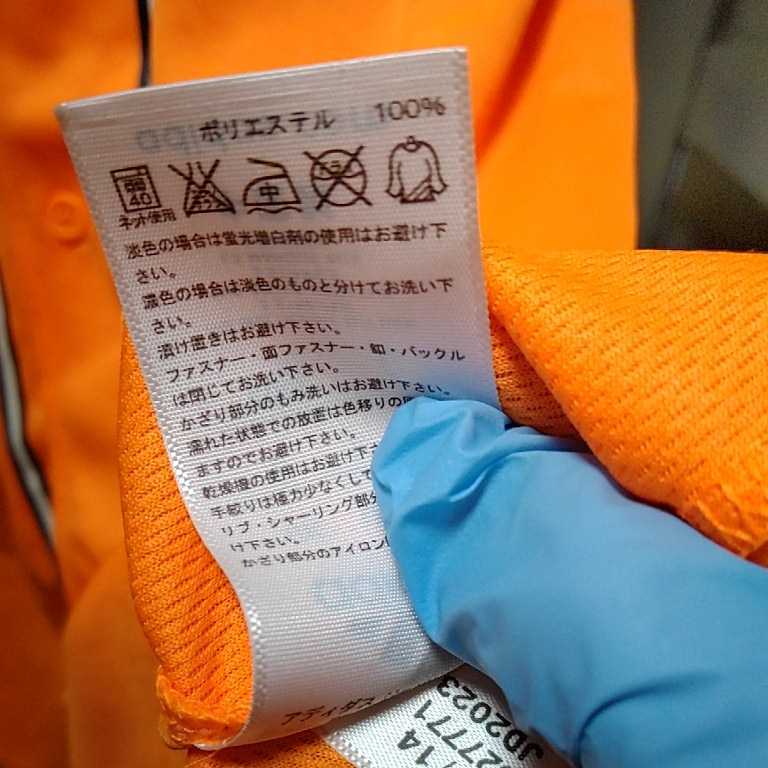 ポリエステル 100%
40
ネット使用
エンソ
中
ドライ
淡色の場合は蛍光増白剤の使用はお避け下
さい。
濃色の場合は淡色のものと分けてお洗い下
さい。
漬け置きはお避け下さい。
ファスナー・面ファスナー・釦・バックル
は閉じてお洗い下さい。
かざり部分のもみ洗いはお避け下さい。
濡れた状態での放置は色移りの
ますのでお避け下さい。
乾燥機の使用はお避け下
手絞りは極力少なくして
リブ・シャーリング部分
け下さい。
かざり部分のアイロン
アディダス
14
27771
JD2023